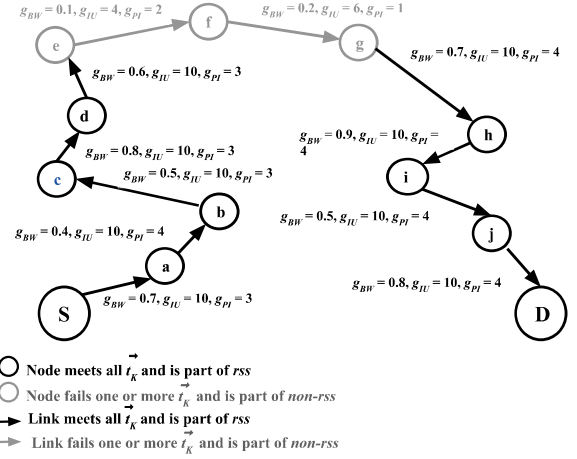 g_BW = 0.1, g_IU = 4, g_PI = 2
g_BW = 0.2, g_IU = 6, g_PI = 1
f
e
g
g_BW = 0.7, g_IU = 10, g_PI = 4
g_BW = 0.6, g_IU = 10, g_PI = 3
d
h
g_BW = 0.9, g_IU = 10, g_PI =
4
g_BW = 0.8, g_IU = 10, g_PI = 3
g_BW = 0.5, g_IU = 10, g_PI = 3
c
i
b
g_BW = 0.5, g_IU = 10, g_PI = 4
g_BW = 0.4, g_IU = 10, g_PI = 4
j
a
g_BW = 0.8, g_IU = 10, g_PI = 4
g_BW = 0.7, g_IU = 10, g_PI = 3
S
D
Node meets all t⃗_K and is part of rss
Node fails one or more t⃗_K and is part of non-rss
Link meets all t⃗_K and is part of rss
Link fails one or more t⃗_K and is part of non-rss